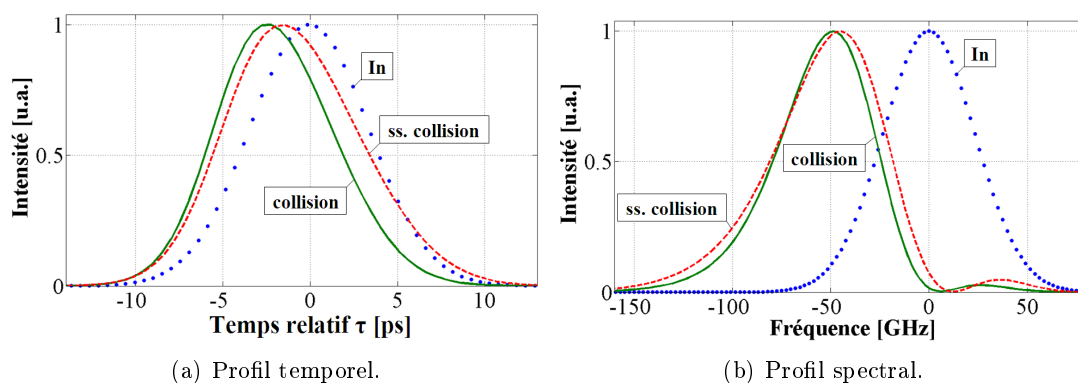 1
0.5
0
Intensité [u.a.]
In
ss. collision
collision
-10
-5
0
5
10
Temps relatif τ [ps]
(a) Profil temporel.
1
0.5
0
Intensité [u.a.]
In
collision
ss. collision
-150
-100
-50
0
50
Fréquence [GHz]
(b) Profil spectral.